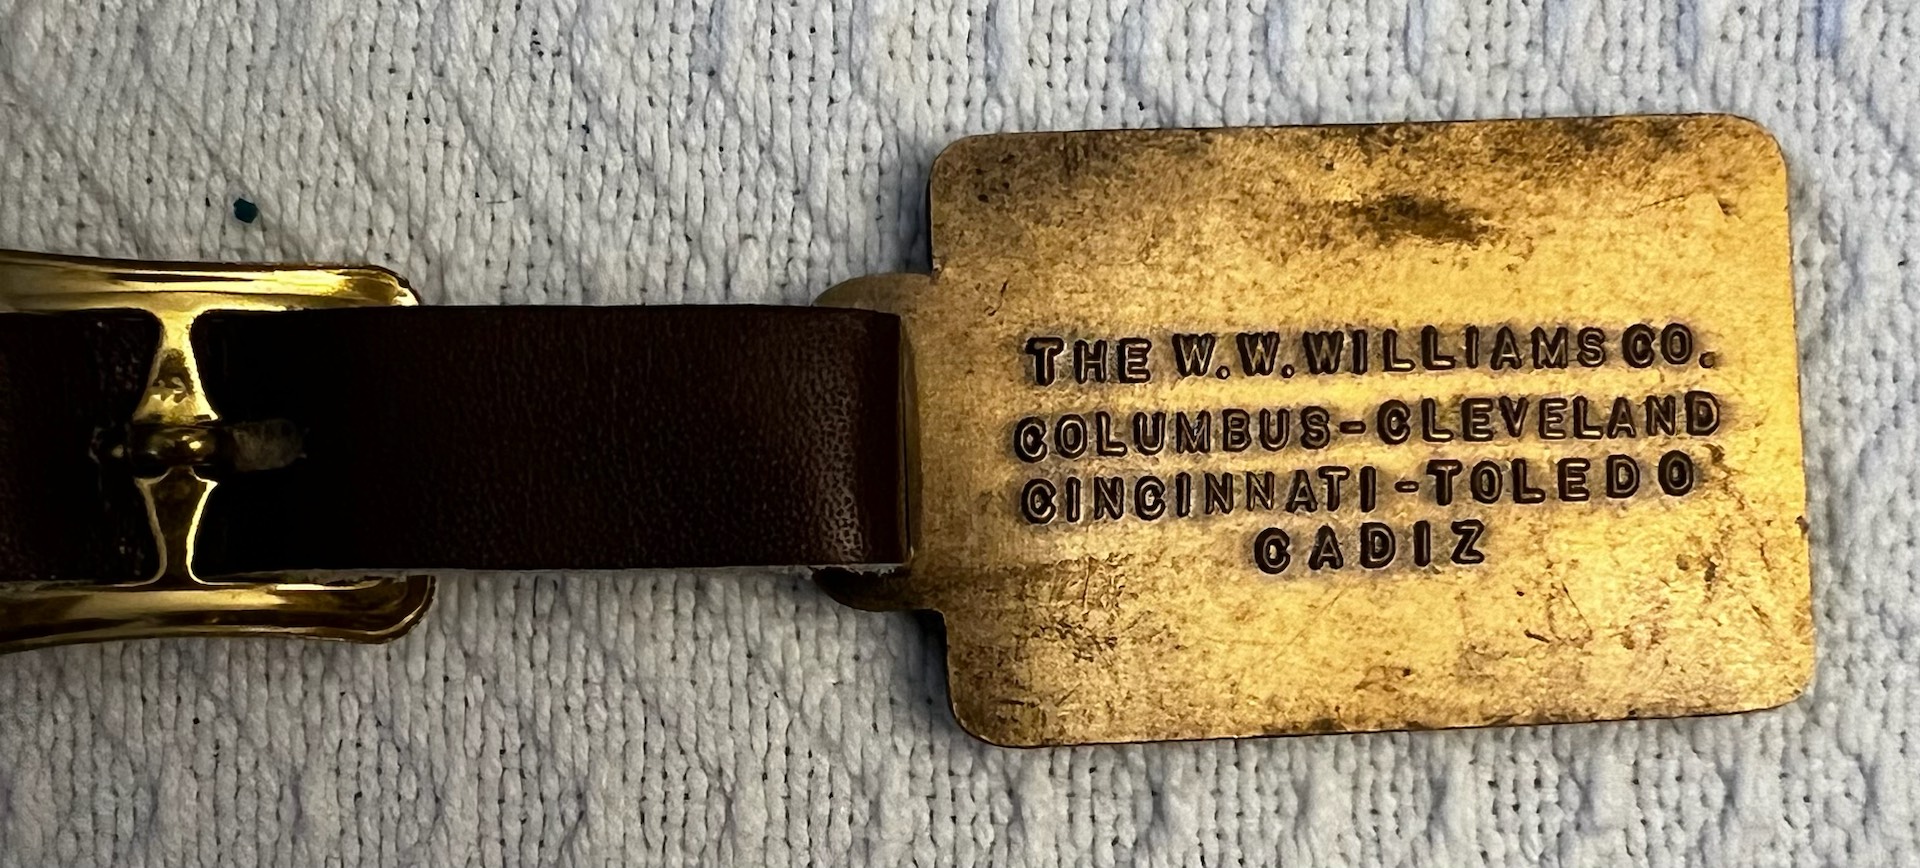 THE W.W.WILLIAMS CO.
COLUMBUS-CLEVELAND
CINCINNATI-TOLEDO
CADIZ